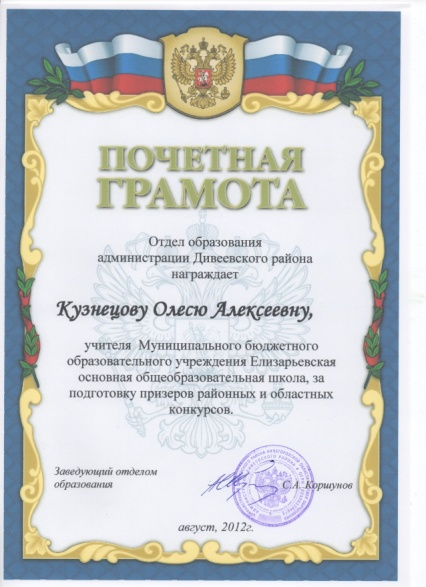 ПОЧЕТНАЯ
ГРАМОТА
Отдел образования
администрации Дивеевского района
награждает
Кузнецову Олесю Алексеевну,
учителя Муниципального бюджетного
образовательного учреждения Елизарьевская
основная общеобразовательная школа, за
подготовку призеров районных и областных
конкурсов.
Заведующий отделом
образования С.А. Коршунов
август, 2012г.